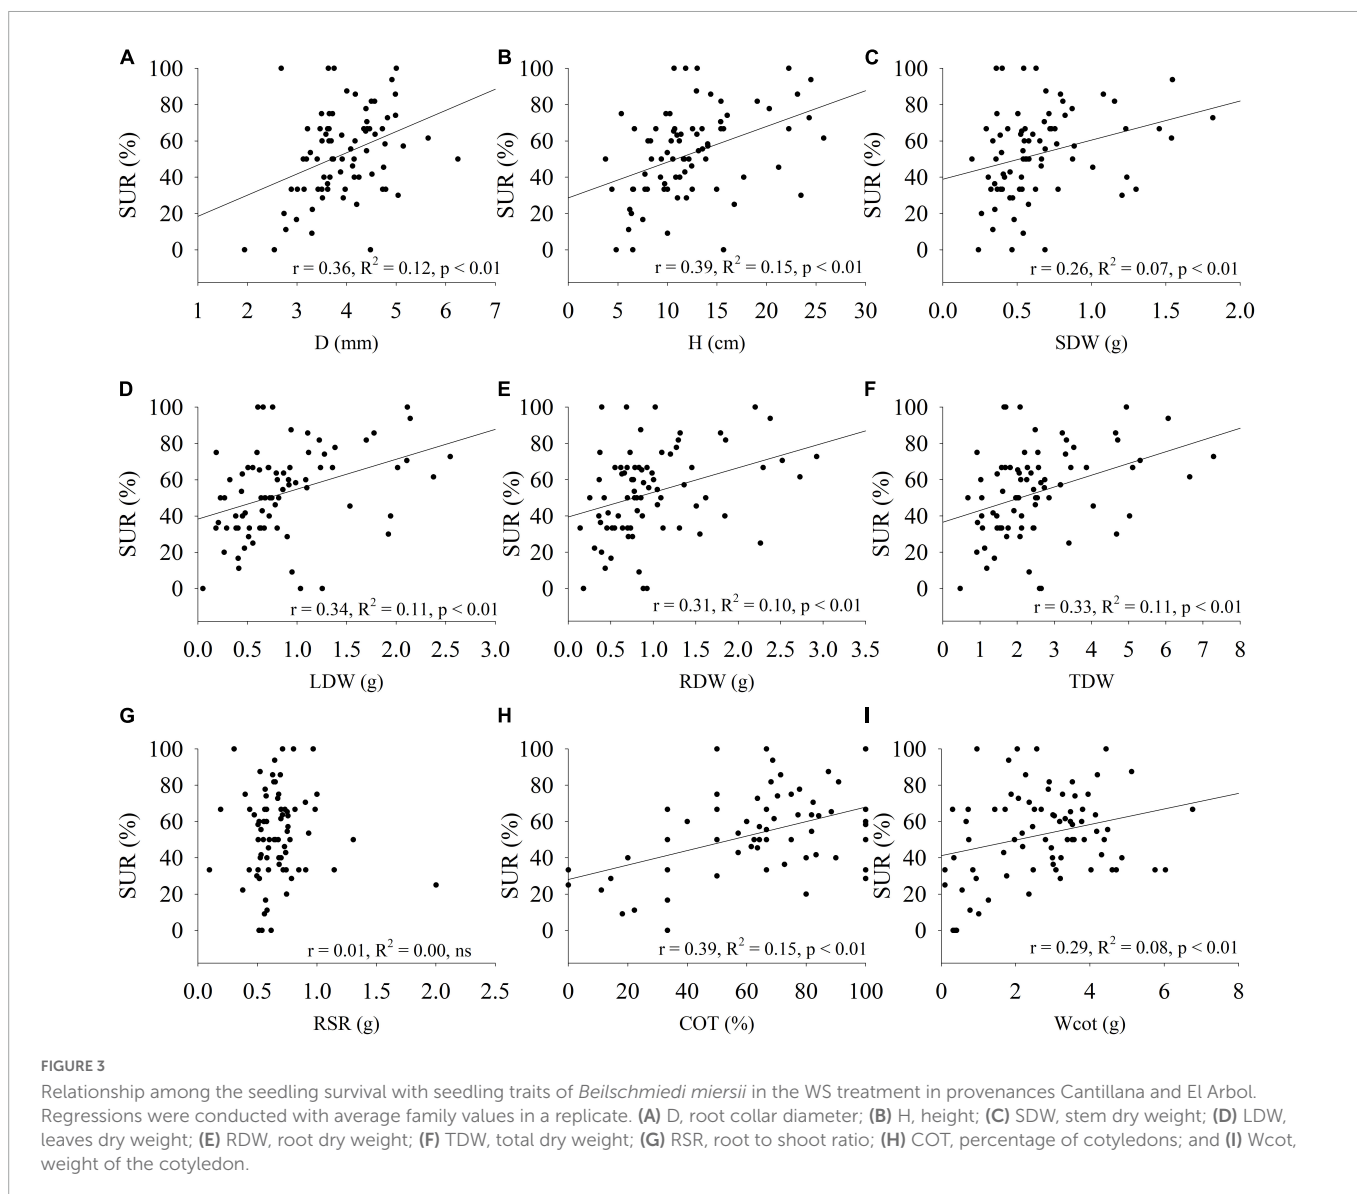 A
B
C
SUR (%)
100
80
60
40
20
0
r = 0.36, R² = 0.12, p < 0.01
1 2 3 4 5 6 7
D (mm)
SUR (%)
100
80
60
40
20
0
r = 0.39, R² = 0.15, p < 0.01
0 5 10 15 20 25 30
H (cm)
SUR (%)
100
80
60
40
20
0
r = 0.26, R² = 0.07, p < 0.01
0.0 0.5 1.0 1.5 2.0
SDW (g)
D
E
F
SUR (%)
100
80
60
40
20
0
r = 0.34, R² = 0.11, p < 0.01
0.0 0.5 1.0 1.5 2.0 2.5 3.0
LDW (g)
SUR (%)
100
80
60
40
20
0
r = 0.31, R² = 0.10, p < 0.01
0.0 0.5 1.0 1.5 2.0 2.5 3.0 3.5
RDW (g)
SUR (%)
100
80
60
40
20
0
r = 0.33, R² = 0.11, p < 0.01
0 1 2 3 4 5 6 7 8
TDW
G
H
I
SUR (%)
100
80
60
40
20
0
r = 0.01, R² = 0.00, ns
0.0 0.5 1.0 1.5 2.0 2.5
RSR (g)
SUR (%)
100
80
60
40
20
0
r = 0.39, R² = 0.15, p < 0.01
0 20 40 60 80 100
COT (%)
SUR (%)
100
80
60
40
20
0
r = 0.29, R² = 0.08, p < 0.01
0 2 4 6 8
Wcot (g)
FIGURE 3
Relationship among the seedling survival with seedling traits of Beilschmiedi miersii in the WS treatment in provenances Cantillana and El Arbol.
Regressions were conducted with average family values in a replicate. (A) D, root collar diameter; (B) H, height; (C) SDW, stem dry weight; (D) LDW,
leaves dry weight; (E) RDW, root dry weight; (F) TDW, total dry weight; (G) RSR, root to shoot ratio; (H) COT, percentage of cotyledons; and (I) Wcot,
weight of the cotyledon.